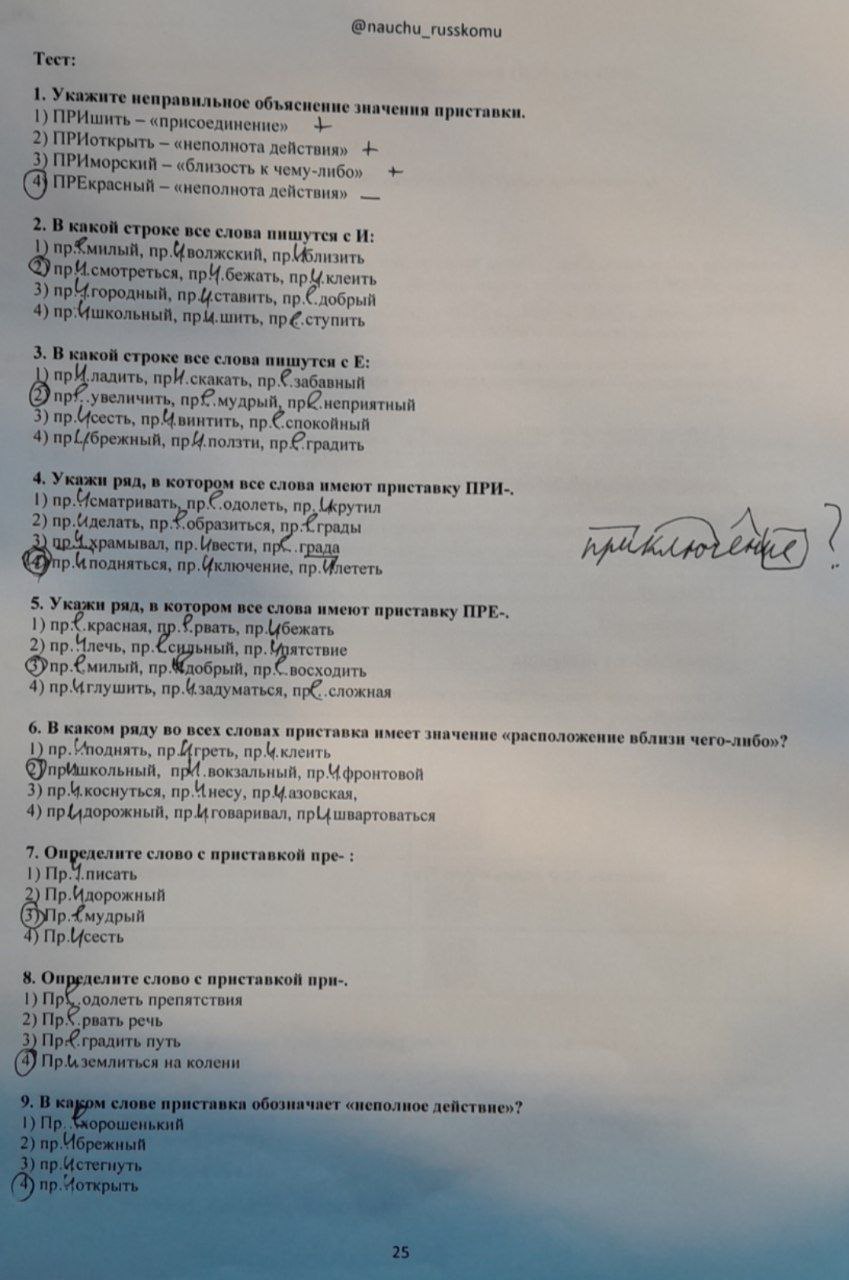 @nauchu_russkomu
Тест:
1. Укажите неправильное объяснение значения приставки.
1) ПРИшить – «присоединение» +
2) ПРИоткрыть – «неполнота действия» +
3) ПРИморский – «близость к чему-либо» +
4) ПРЕкрасный – «неполнота действия» —
2. В какой строке все слова пишутся с И:
1) пр.е.милый, пр.и.волжский, пр.и.близить
2) пр.и.смотреться, пр.и.бежать, пр.и.клеить
3) пр.и.городный, пр.и.ставить, пр.е.добрый
4) пр.и.школьный, пр.и.шить, пр.е.ступить
3. В какой строке все слова пишутся с Е:
1) пр.и.ладить, пр.и.скакать, пр.е.забавный
2) пр.е.увеличить, пр.е.мудрый, пр.е.неприятный
3) пр.и.сесть, пр.и.винтить, пр.е.спокойный
4) пр.и.брежный, пр.и.ползти, пр.е.градить
4. Укажи ряд, в котором все слова имеют приставку ПРИ-.
1) пр.и.сматривать, пр.е.одолеть, пр.и.крутил
2) пр.и.делать, пр.е.образиться, пр.е.грады
3) пр.и.храмывал, пр.и.вести, пр.е.града
приключение ?
4) пр.и.подняться, пр.и.ключение, пр.и.лететь
5. Укажи ряд, в котором все слова имеют приставку ПРЕ-.
1) пр.е.красная, пр.е.рвать, пр.и.бежать
2) пр.и.лечь, пр.е.сильный, пр.и.пятствие
3) пр.е.милый, пр.е.добрый, пр.е.восходить
4) пр.и.глушить, пр.и.задуматься, пр.е.сложная
6. В каком ряду во всех словах приставка имеет значение «расположение вблизи чего-либо»?
1) пр.и.поднять, пр.и.греть, пр.и.клеить
2) пр.и.школьный, пр.и.вокзальный, пр.и.фронтовой
3) пр.и.коснуться, пр.и.несу, пр.и.азовская,
4) пр.и.дорожный, пр.и.говаривал, пр.и.швартоваться
7. Определите слово с приставкой пре- :
1) Пр.и.писать
2) Пр.и.дорожный
3) Пр.е.мудрый
4) Пр.и.сесть
8. Определите слово с приставкой при-.
1) Пр.е.одолеть препятствия
2) Пр.е.рвать речь
3) Пр.е.градить путь
4) Пр.и.землиться на колени
9. В каком слове приставка обозначает «неполное действие»?
1) Пр.е.хорошенький
2) пр.и.брежный
3) пр.и.стегнуть
4) пр.и.открыть
25